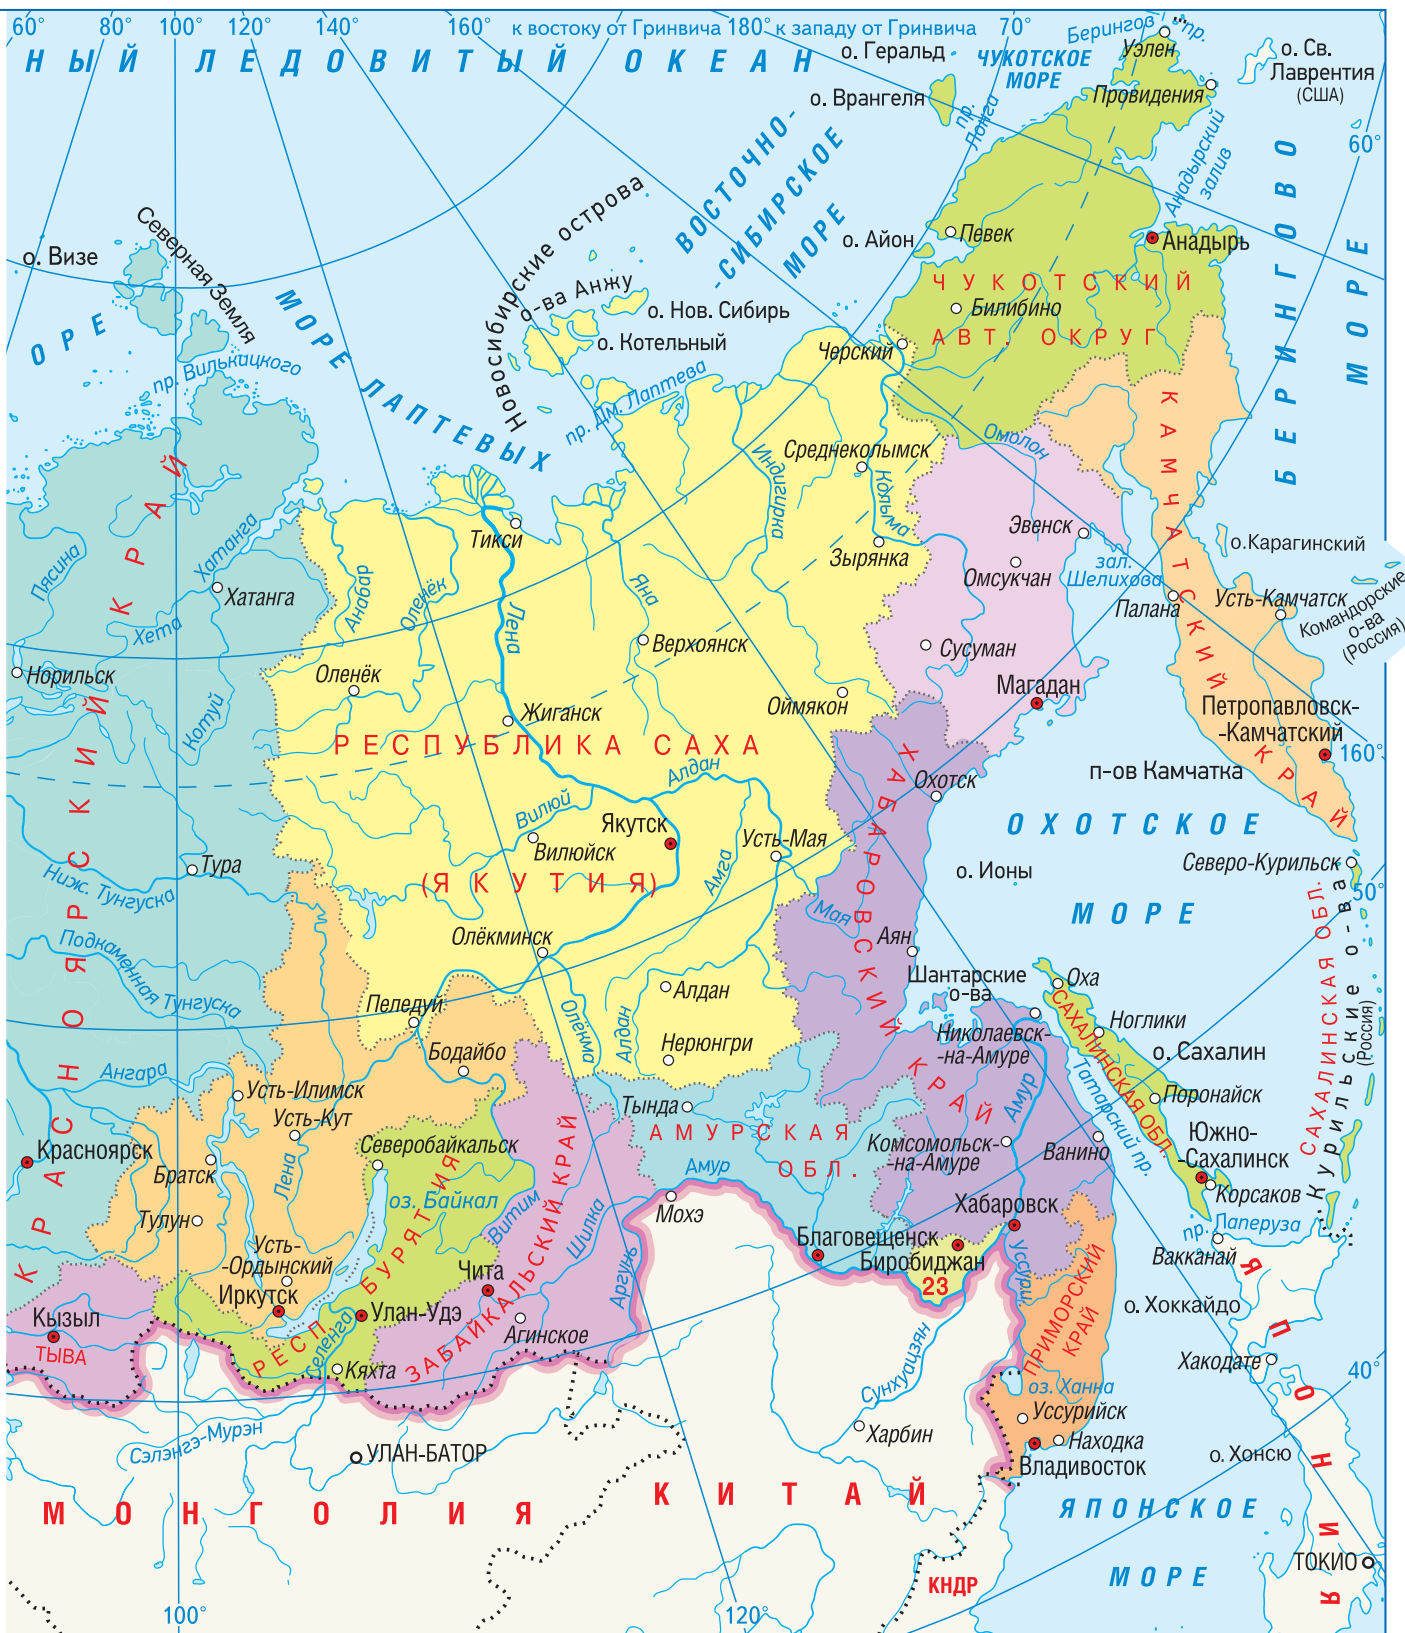 60°
80°
100°
120°
140°
160°
к востоку от Гринвича
180
к западу от Гринвича
70°
НЫЙ ЛЕДОВИТЫЙ ОКЕАН
о. Геральд
ЧУКОТСКОЕ
МОРЕ
Берингов
пр.
Уэлен
Провидения
о. Св.
Лаврентия
(США)
о. Врангеля
пр.
Лонга
60°
Анадырский
залив
БЕРИНГОВО
МОРЕ
ВОСТОЧНО-
-СИБИРСКОЕ
МОРЕ
Новосибирские острова
о-ва Анжу
о. Нов. Сибирь
о. Котельный
о. Айон
Певек
Анадырь
ЧУКОТСКИЙ
АВТ. ОКРУГ
Билибино
Черский
о. Визе
Северная Земля
ОРЕ
МОРЕ ЛАПТЕВЫХ
пр. Вилькицкого
пр. Дм. Лаптева
КАМЧАТСКИЙ КРАЙ
Омолон
Среднеколымск
Индигирка
Колыма
Зырянка
Эвенск
Омсукчан
зал.
Шелихова
Палана
о.Карагинский
Усть-Камчатск
Командорские
о-ва
(Россия)
Сусуман
Магадан
Петропавловск-
-Камчатский
160°
п-ов Камчатка
КРАСНОЯРСКИЙ КРАЙ
Пясина
Хатанга
Хатанга
Хета
Котуй
Норильск
Анабар
Оленёк
Оленёк
Тикси
Лена
Яна
Верхоянск
Жиганск
Оймякон
РЕСПУБЛИКА САХА
(ЯКУТИЯ)
Вилюй
Вилюйск
Якутск
Алдан
Амга
Усть-Мая
Охотск
ХАБАРОВСКИЙ КРАЙ
Мая
Аян
ОХОТСКОЕ
МОРЕ
о. Ионы
Северо-Курильск
50°
САХАЛИНСКАЯ ОБЛ.
Курильские о-ва
(Россия)
Тура
Ниж. Тунгуска
Подкаменная Тунгуска
Ангара
Олёкминск
Пеледуй
Олёкма
Алдан
Алдан
Нерюнгри
Бодайбо
Шантарские
о-ва
Николаевск-
-на-Амуре
Оха
Ноглики
о. Сахалин
САХАЛИНСКАЯ ОБЛ.
Поронайск
Татарский пр.
Южно-
-Сахалинск
Корсаков
Амур
Ванино
Комсомольск-
-на-Амуре
Тында
АМУРСКАЯ
ОБЛ.
Амур
Мохэ
Усть-Илимск
Усть-Кут
Лена
Братск
Тулун
Усть-
-Ордынский
Иркутск
Красноярск
Северобайкальск
оз. Байкал
Витим
Шилка
Аргунь
РЕСП. БУРЯТИЯ
ЗАБАЙКАЛЬСКИЙ КРАЙ
Чита
Улан-Удэ
Селенга
Агинское
Кяхта
Кызыл
ТЫВА
Благовещенск
Биробиджан
23
Хабаровск
Уссури
ПРИМОРСКИЙ
КРАЙ
Сунхуацзян
Харбин
оз. Ханка
Уссурийск
Находка
Владивосток
пр. Лаперуза
Вакканай
о. Хоккайдо
Хакодате
о. Хонсю
40°
ЯПОНИЯ
ТОКИО
ЯПОНСКОЕ
МОРЕ
Сэлэнгэ-Мурэн
УЛАН-БАТОР
МОНГОЛИЯ
КИТАЙ
КНДР
100°
120°